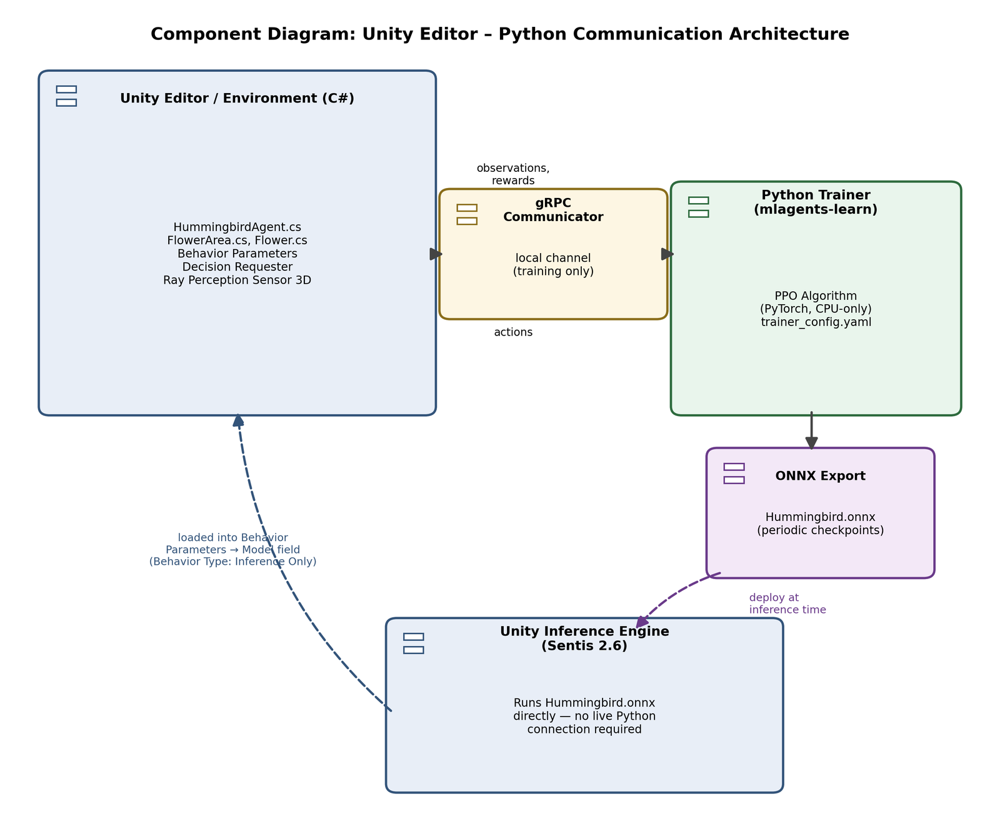 Component Diagram: Unity Editor – Python Communication Architecture
Unity Editor / Environment (C#)
HummingbirdAgent.cs
FlowerArea.cs, Flower.cs
Behavior Parameters
Decision Requester
Ray Perception Sensor 3D
observations,
rewards
gRPC
Communicator
local channel
(training only)
actions
Python Trainer
(mlagents-learn)
PPO Algorithm
(PyTorch, CPU-only)
trainer_config.yaml
ONNX Export
Hummingbird.onnx
(periodic checkpoints)
loaded into Behavior
Parameters → Model field
(Behavior Type: Inference Only)
deploy at
inference time
Unity Inference Engine
(Sentis 2.6)
Runs Hummingbird.onnx
directly — no live Python
connection required